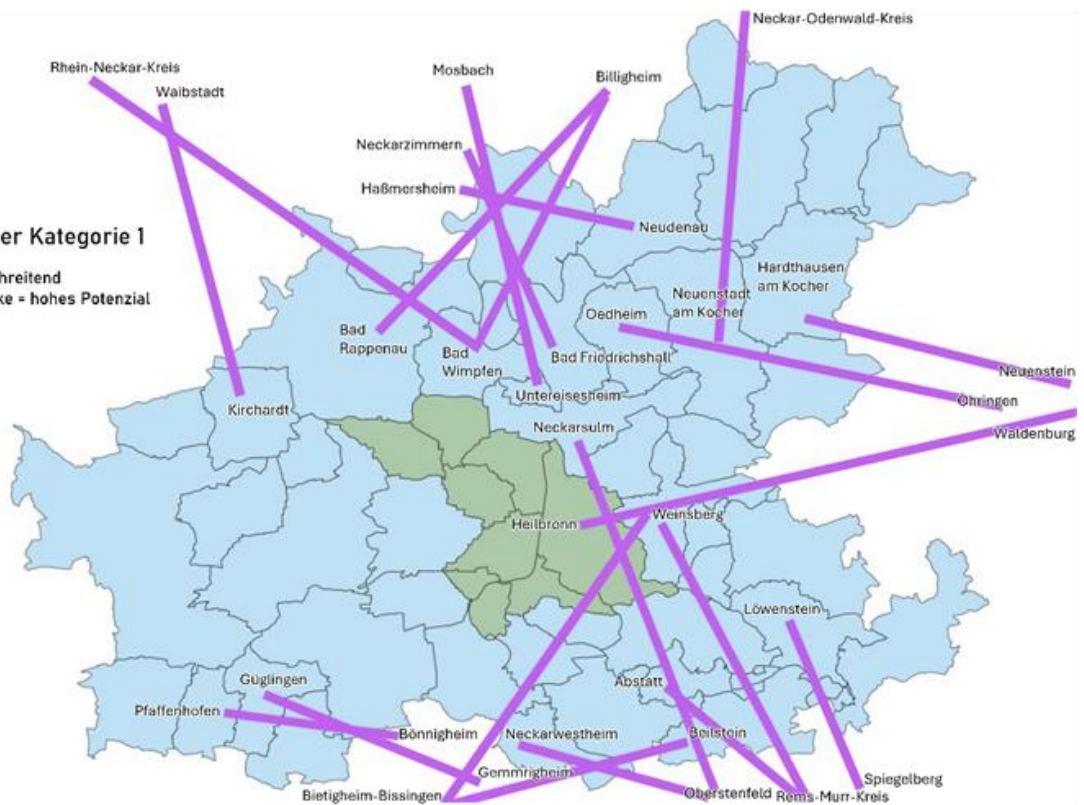 Neckar-Odenwald-Kreis
Rhein-Neckar-Kreis
Mosbach
Billigheim
Waibstadt
Neckarzimmern
Haßmersheim
Neudenau
er Kategorie 1
hreitend
ke = hohes Potenzial
Hardthausen
am Kocher
Neuenstadt
am Kocher
Oedheim
Bad
Rappenau
Bad
Wimpfen
Bad Friedrichshall
Neuenstein
Untereisesheim
Öhringen
Kirchardt
Neckarsulm
Waldenburg
Heilbronn
Weinsberg
Löwenstein
Güglingen
Abstatt
Pfaffenhofen
Bönnigheim
Neckarwestheim
Beilstein
Gemmrigheim
Spiegelberg
Bietigheim-Bissingen
Oberstenfeld
Rems-Murr-Kreis